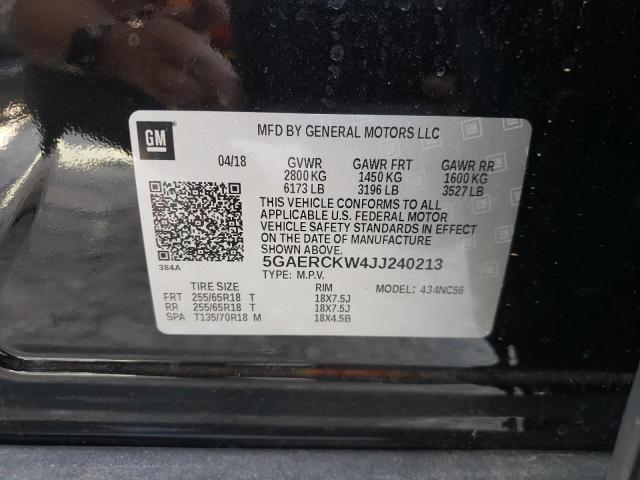 GM
MFD BY GENERAL MOTORS LLC
04/18 GVWR GAWR FRT GAWR RR
2800 KG 1450 KG 1600 KG
6173 LB 3196 LB 3527 LB
THIS VEHICLE CONFORMS TO ALL
APPLICABLE U.S. FEDERAL MOTOR
VEHICLE SAFETY STANDARDS IN EFFECT
ON THE DATE OF MANUFACTURE
SHOWN ABOVE.
384A
5GAERCKW4JJ240213
TYPE: M.P.V. MODEL: 434NC56
TIRE SIZE RIM
FRT 255/65R18 T 18X7.5J
RR 255/65R18 T 18X7.5J
SPA T135/70R18 M 18X4.5B